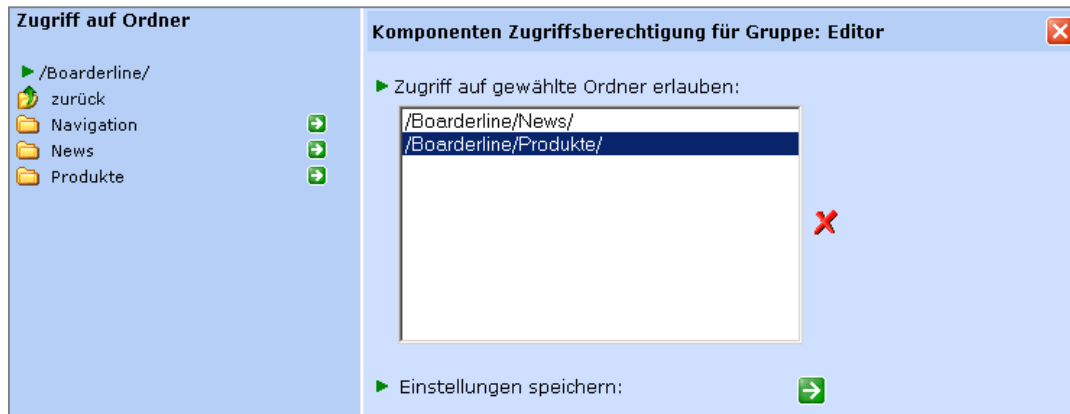 Zugriff auf Ordner
/Boarderline/
zurück
Navigation
News
Produkte
Komponenten Zugriffsberechtigung für Gruppe: Editor
Zugriff auf gewählte Ordner erlauben:
/Boarderline/News/
/Boarderline/Produkte/
Einstellungen speichern: